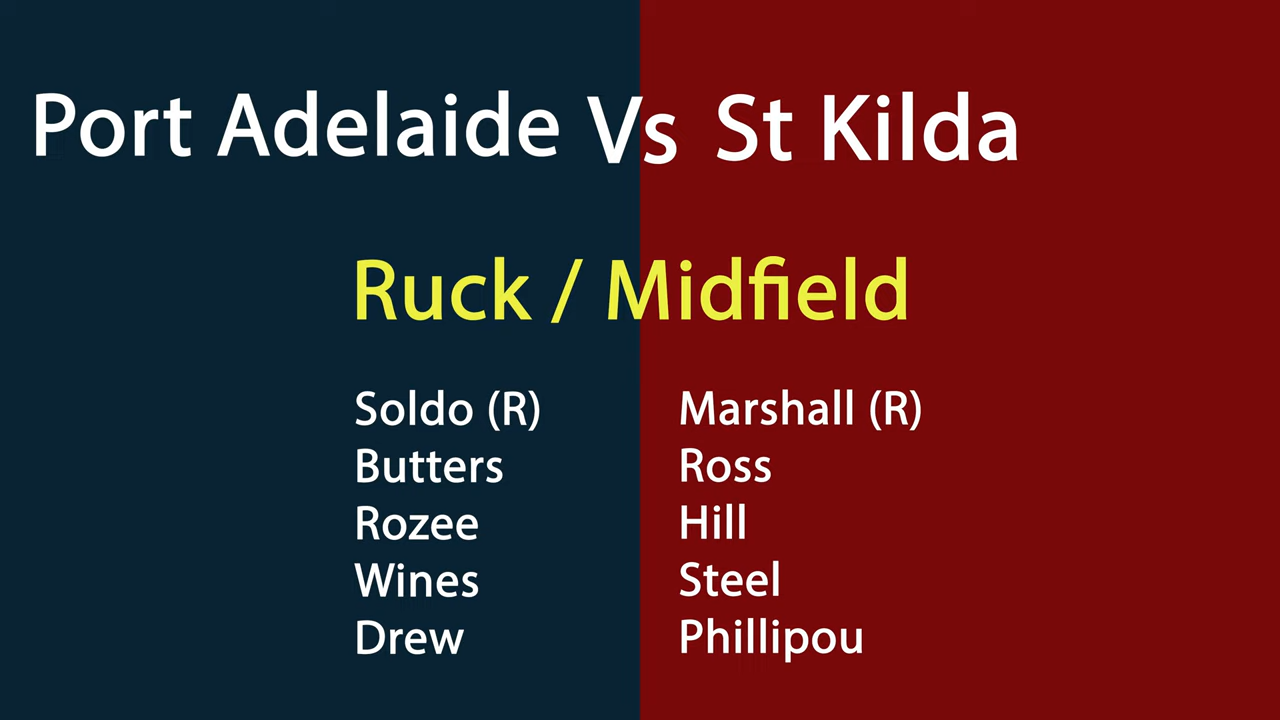 Port Adelaide Vs St Kilda
Ruck / Midfield
Soldo (R)
Butters
Rozee
Wines
Drew
Marshall (R)
Ross
Hill
Steel
Phillipou